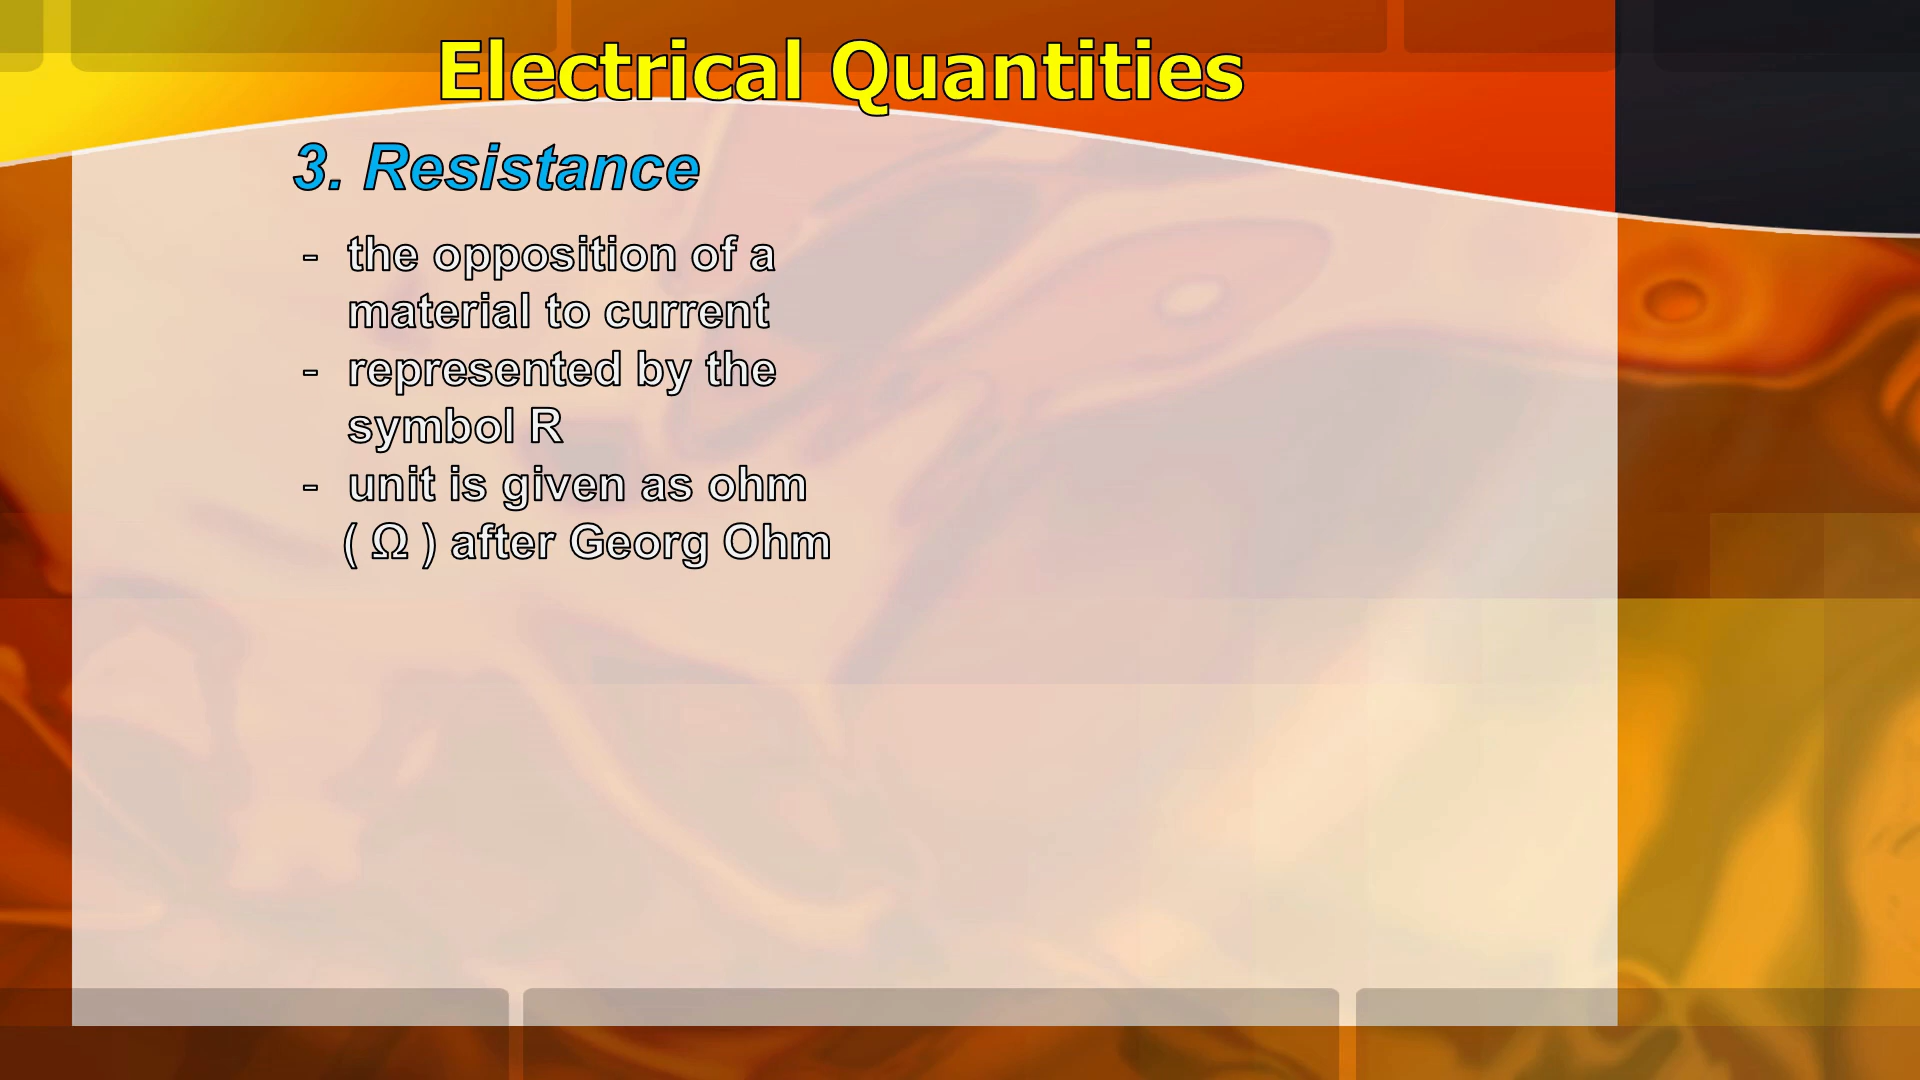 Electrical Quantities
3. Resistance
- the opposition of a
material to current
- represented by the
symbol R
- unit is given as ohm
( Ω ) after Georg Ohm